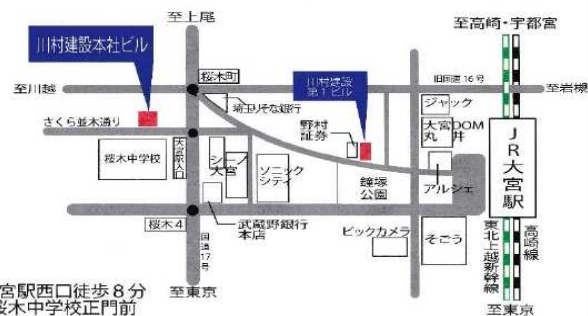 至上尾
至高崎・宇都宮
川村建設本社ビル
桜木町
川村建設
第1ビル
旧国道16号
至川越
至岩槻
埼玉りそな銀行
ジャック
さくら並木通り
野村
証券
大宮DOM
丸井
JR大宮駅
桜木中学校
シーノ
大宮
ソニック
シティ
鐘塚
公園
アルシェ
桜木4
武蔵野銀行
本店
国道17号
ビックカメラ
そごう
東北上越新幹線
高崎線
宮駅西口徒歩8分
桜木中学校正門前
至東京
至東京